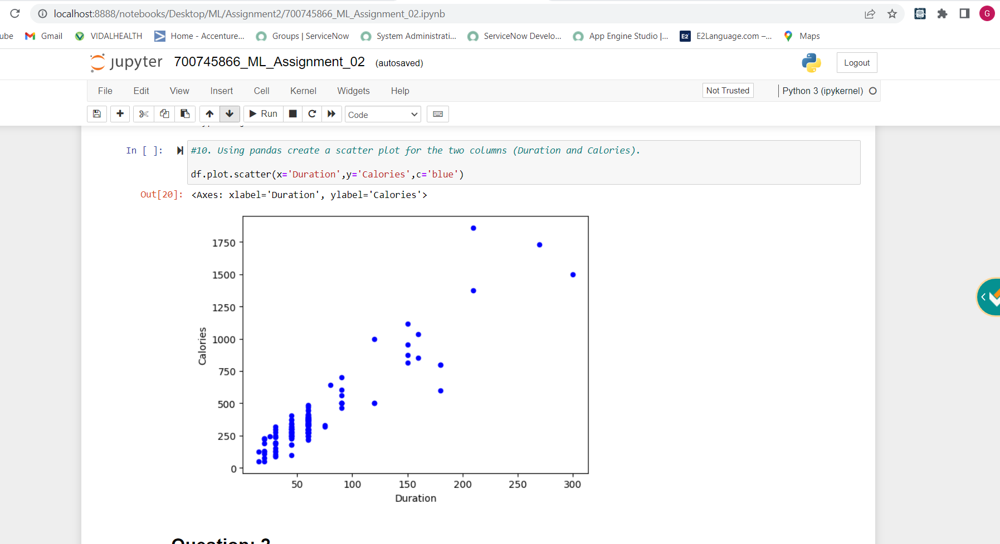 localhost:8888/notebooks/Desktop/ML/Assignment2/700745866_ML_Assignment_02.ipynb
G
ube Gmail VIDALHEALTH Home - Accenture... Groups | ServiceNow System Administrati... ServiceNow Develo... App Engine Studio |... E2 E2Language.com –... Maps
jupyter 700745866_ML_Assignment_02 (autosaved) Logout
File Edit View Insert Cell Kernel Widgets Help Not Trusted Python 3 (ipykernel)
Run Code
In [ ]: #10. Using pandas create a scatter plot for the two columns (Duration and Calories).
df.plot.scatter(x='Duration',y='Calories',c='blue')
Out[20]: <Axes: xlabel='Duration', ylabel='Calories'>
1750
1500
1250
1000
750
500
250
0
Calories
50 100 150 200 250 300
Duration
Question: 2